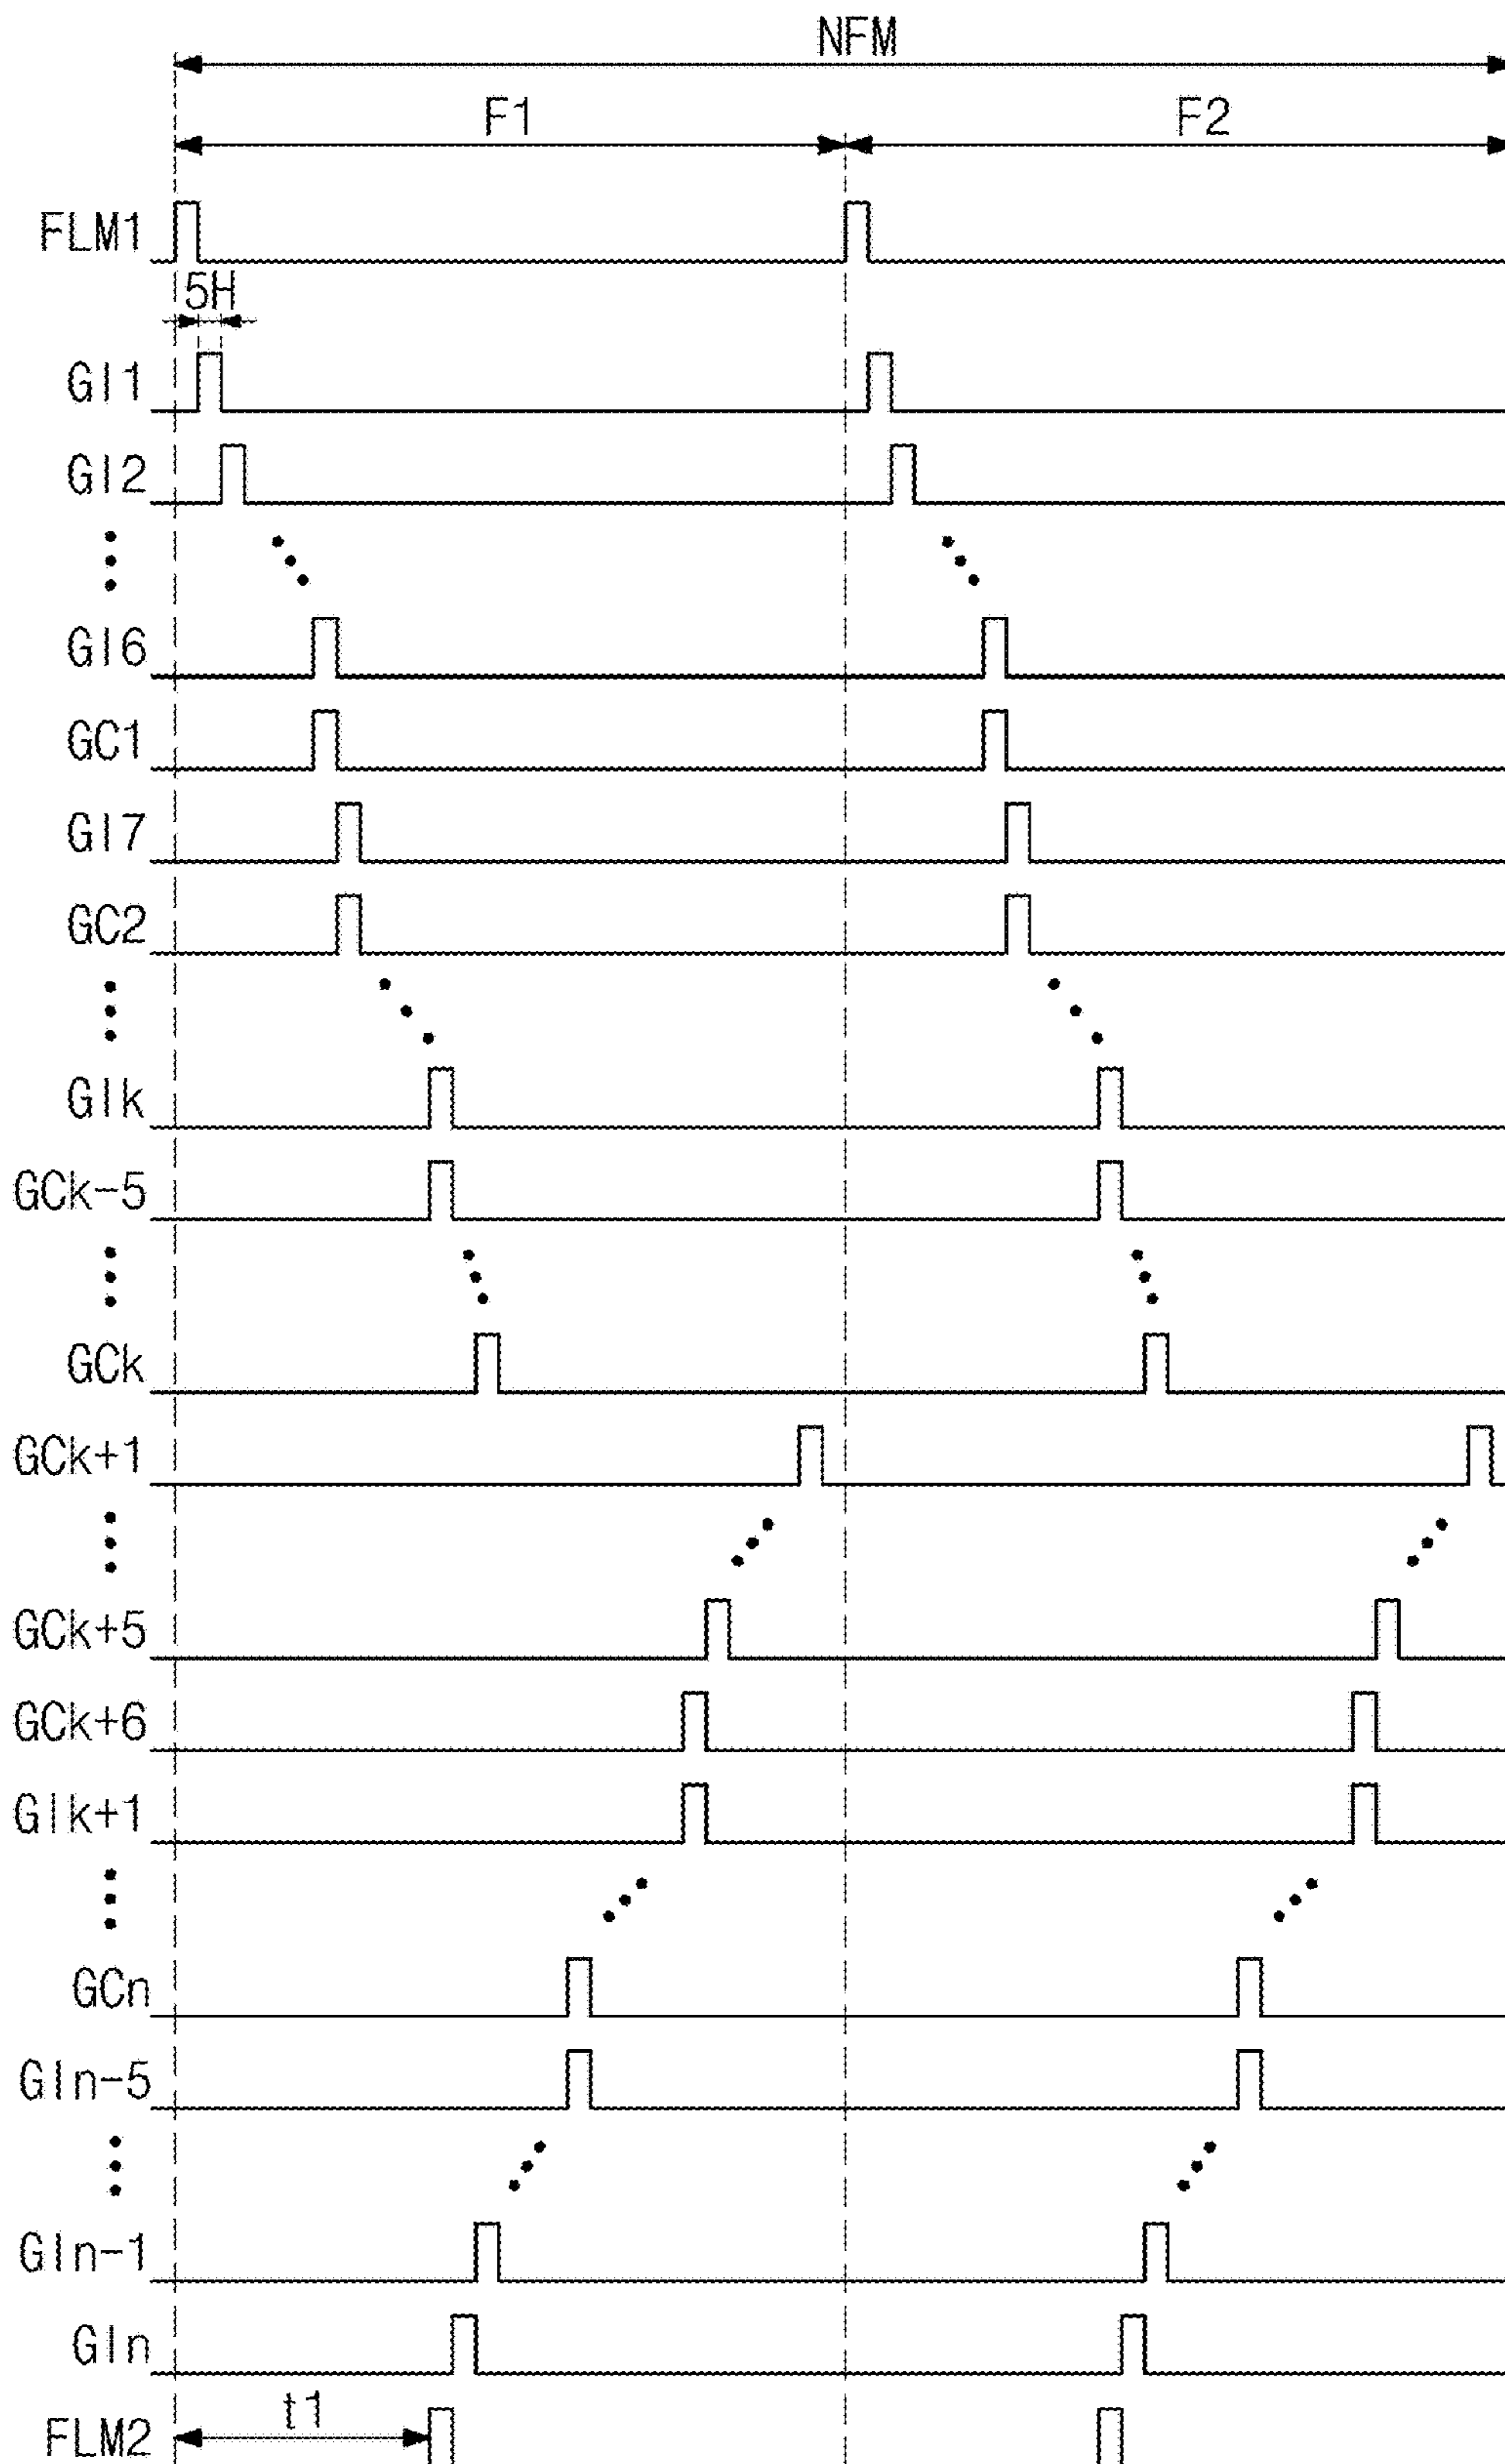 NFM
F1 F2
FLM1
5H
GI1
GI2
GI6
GC1
GI7
GC2
GIk
GCk-5
GCk
GCk+1
GCk+5
GCk+6
GIk+1
GCn
GIn-5
GIn-1
GIn
t1
FLM2